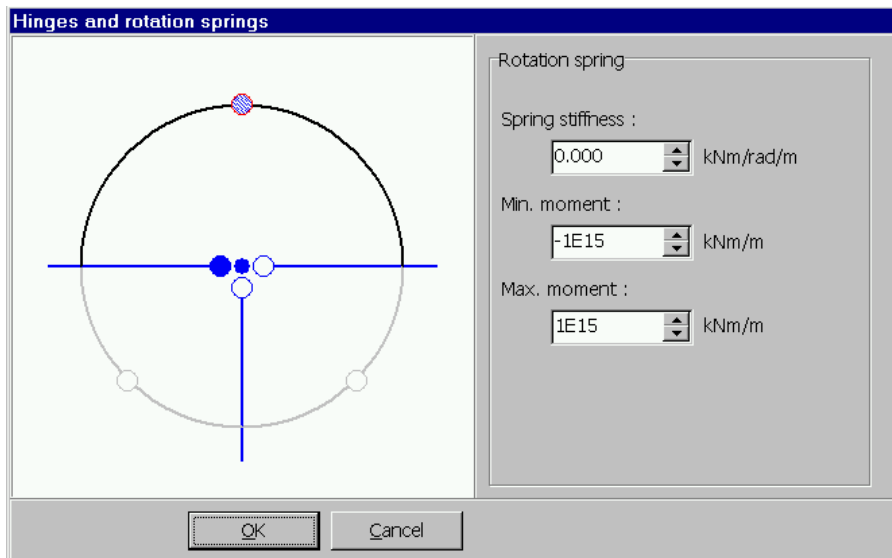 Hinges and rotation springs
Rotation spring
Spring stiffness :
0.000 kNm/rad/m
Min. moment :
-1E15 kNm/m
Max. moment :
1E15 kNm/m
OK Cancel